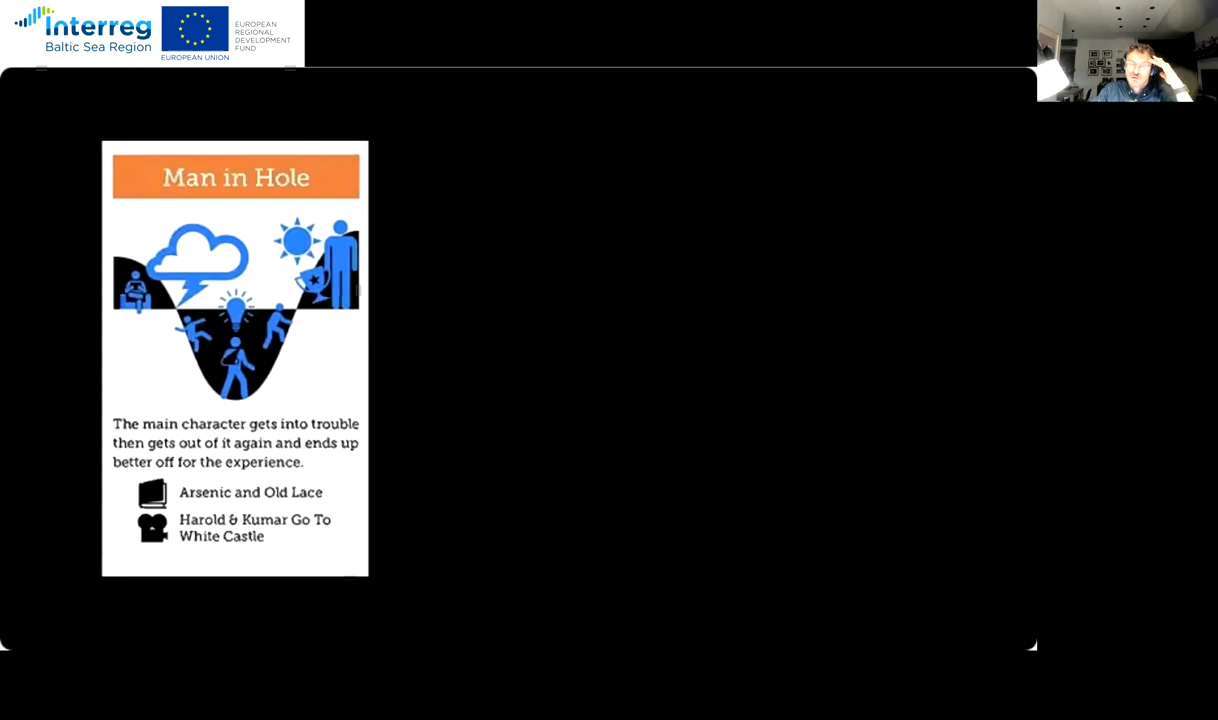 Interreg
Baltic Sea Region
EUROPEAN UNION
EUROPEAN
REGIONAL
DEVELOPMENT
FUND
Man in Hole
The main character gets into trouble
then gets out of it again and ends up
better off for the experience.
Arsenic and Old Lace
Harold & Kumar Go To
White Castle